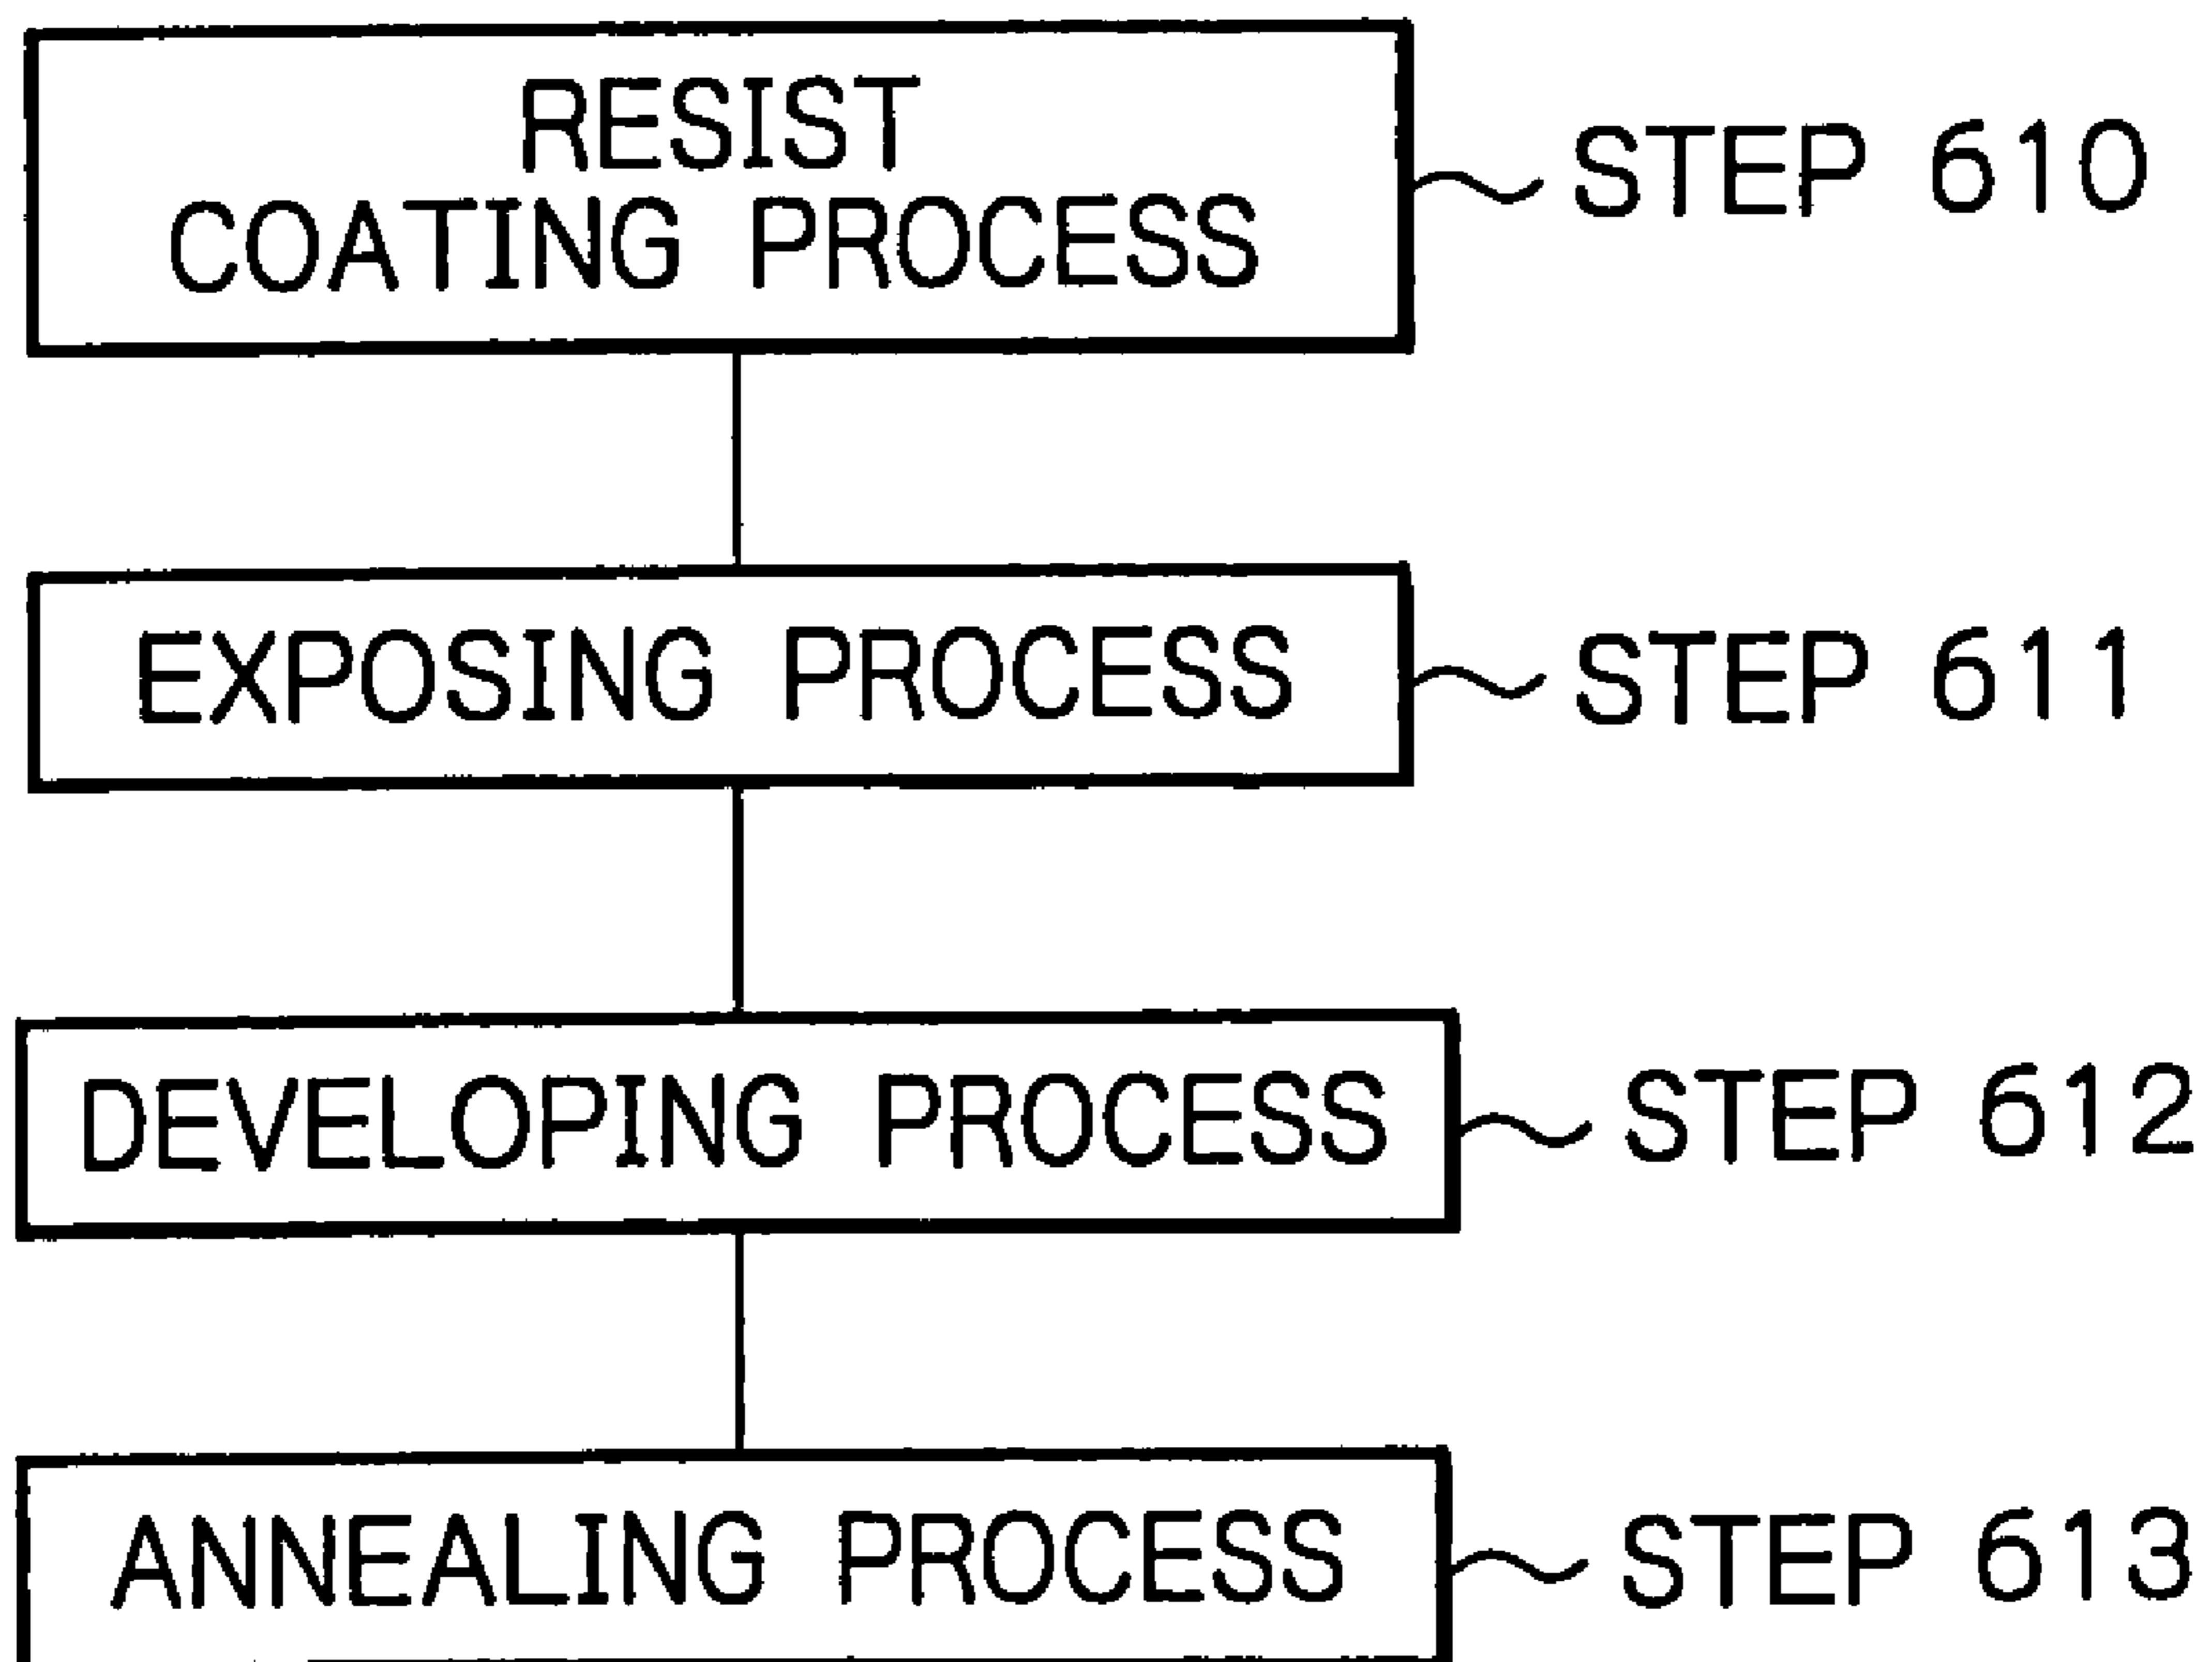 RESIST
COATING PROCESS
STEP 610
EXPOSING PROCESS
STEP 611
DEVELOPING PROCESS
STEP 612
ANNEALING PROCESS
STEP 613